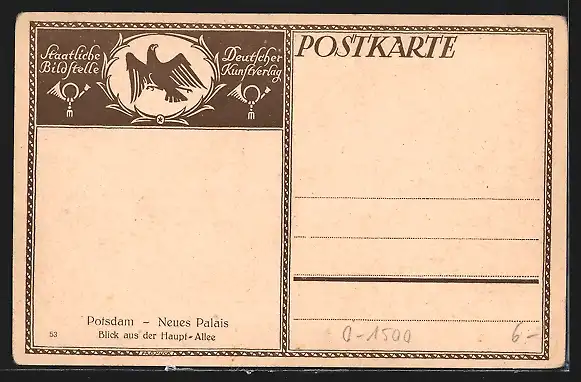 Staatliche
Bildstelle
Deutscher
Kunstverlag
POSTKARTE
Potsdam – Neues Palais
Blick aus der Haupt-Allee
53
0-1500
6-